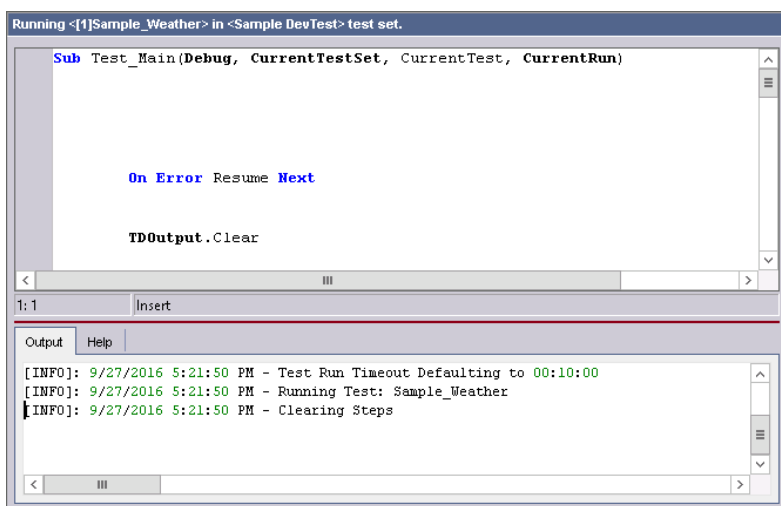 Running <[1]Sample_Weather> in <Sample DevTest> test set.
Sub Test_Main(Debug, CurrentTestSet, CurrentTest, CurrentRun)
On Error Resume Next
TDOutput.Clear
1: 1 Insert
Output Help
[INFO]: 9/27/2016 5:21:50 PM - Test Run Timeout Defaulting to 00:10:00
[INFO]: 9/27/2016 5:21:50 PM - Running Test: Sample_Weather
[INFO]: 9/27/2016 5:21:50 PM - Clearing Steps